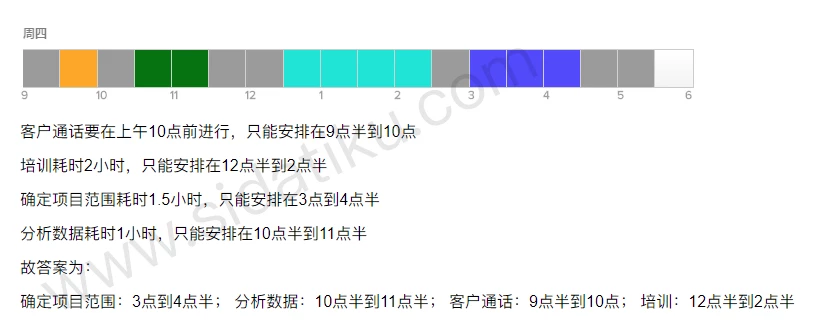 周四
9 10 11 12 1 2 3 4 5 6
客户通话要在上午10点前进行，只能安排在9点半到10点
培训耗时2小时，只能安排在12点半到2点半
确定项目范围耗时1.5小时，只能安排在3点到4点半
分析数据耗时1小时，只能安排在10点半到11点半
故答案为：
确定项目范围：3点到4点半； 分析数据：10点半到11点半； 客户通话：9点半到10点； 培训：12点半到2点半
www.sidatiku.com